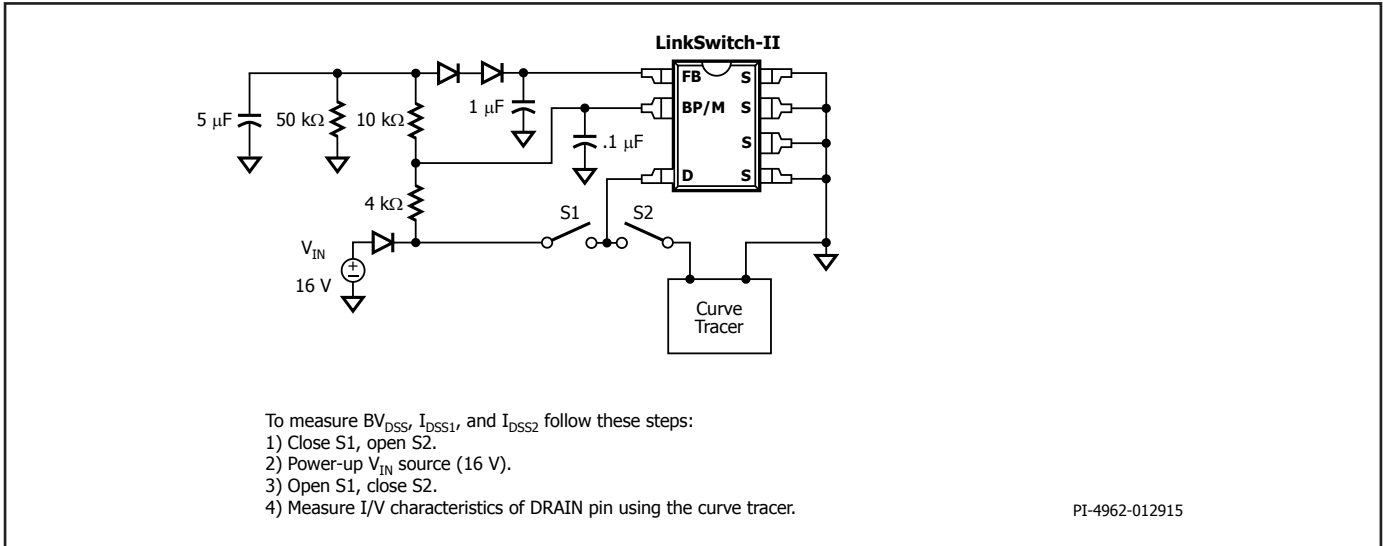 LinkSwitch-II
FB
S
BP/M
S
S
D
S
5 µF
50 kΩ
10 kΩ
1 µF
.1 µF
4 kΩ
S1
S2
V_IN
+
−
16 V
Curve
Tracer
To measure BV_DSS, I_DSS1, and I_DSS2 follow these steps:
1) Close S1, open S2.
2) Power-up V_IN source (16 V).
3) Open S1, close S2.
4) Measure I/V characteristics of DRAIN pin using the curve tracer.
PI-4962-012915